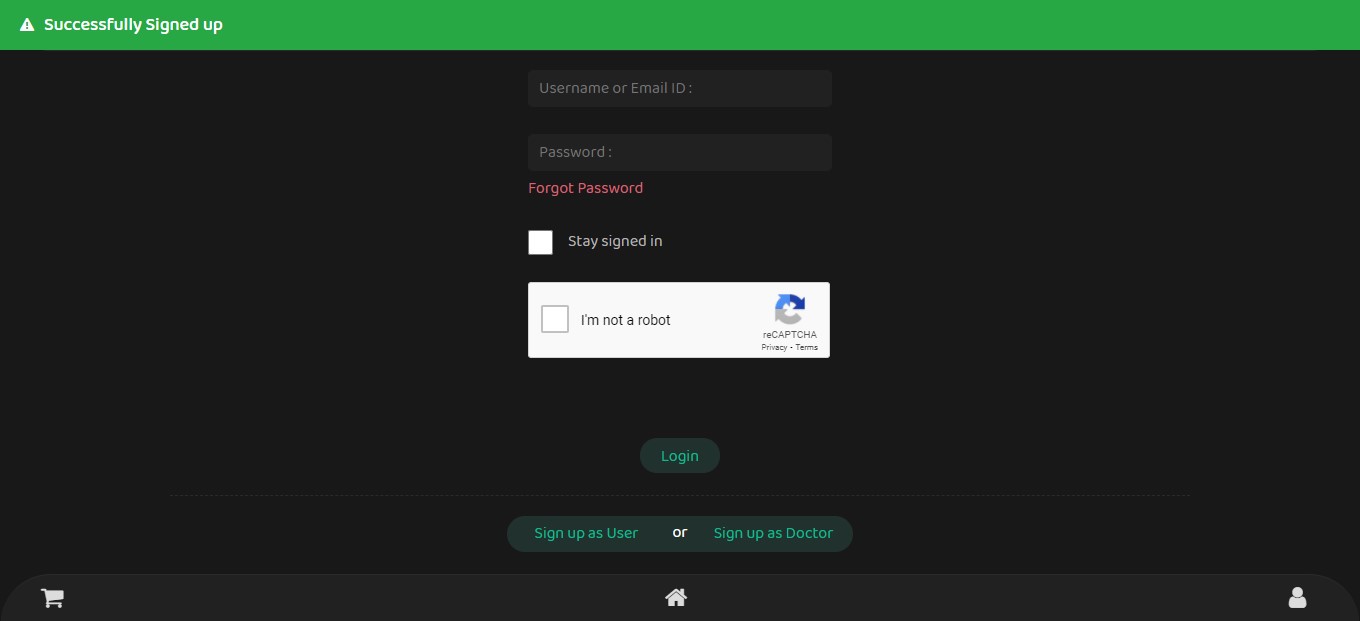 Successfully Signed up
Username or Email ID :
Password :
Forgot Password
Stay signed in
I'm not a robot
reCAPTCHA
Privacy - Terms
Login
Sign up as User or Sign up as Doctor